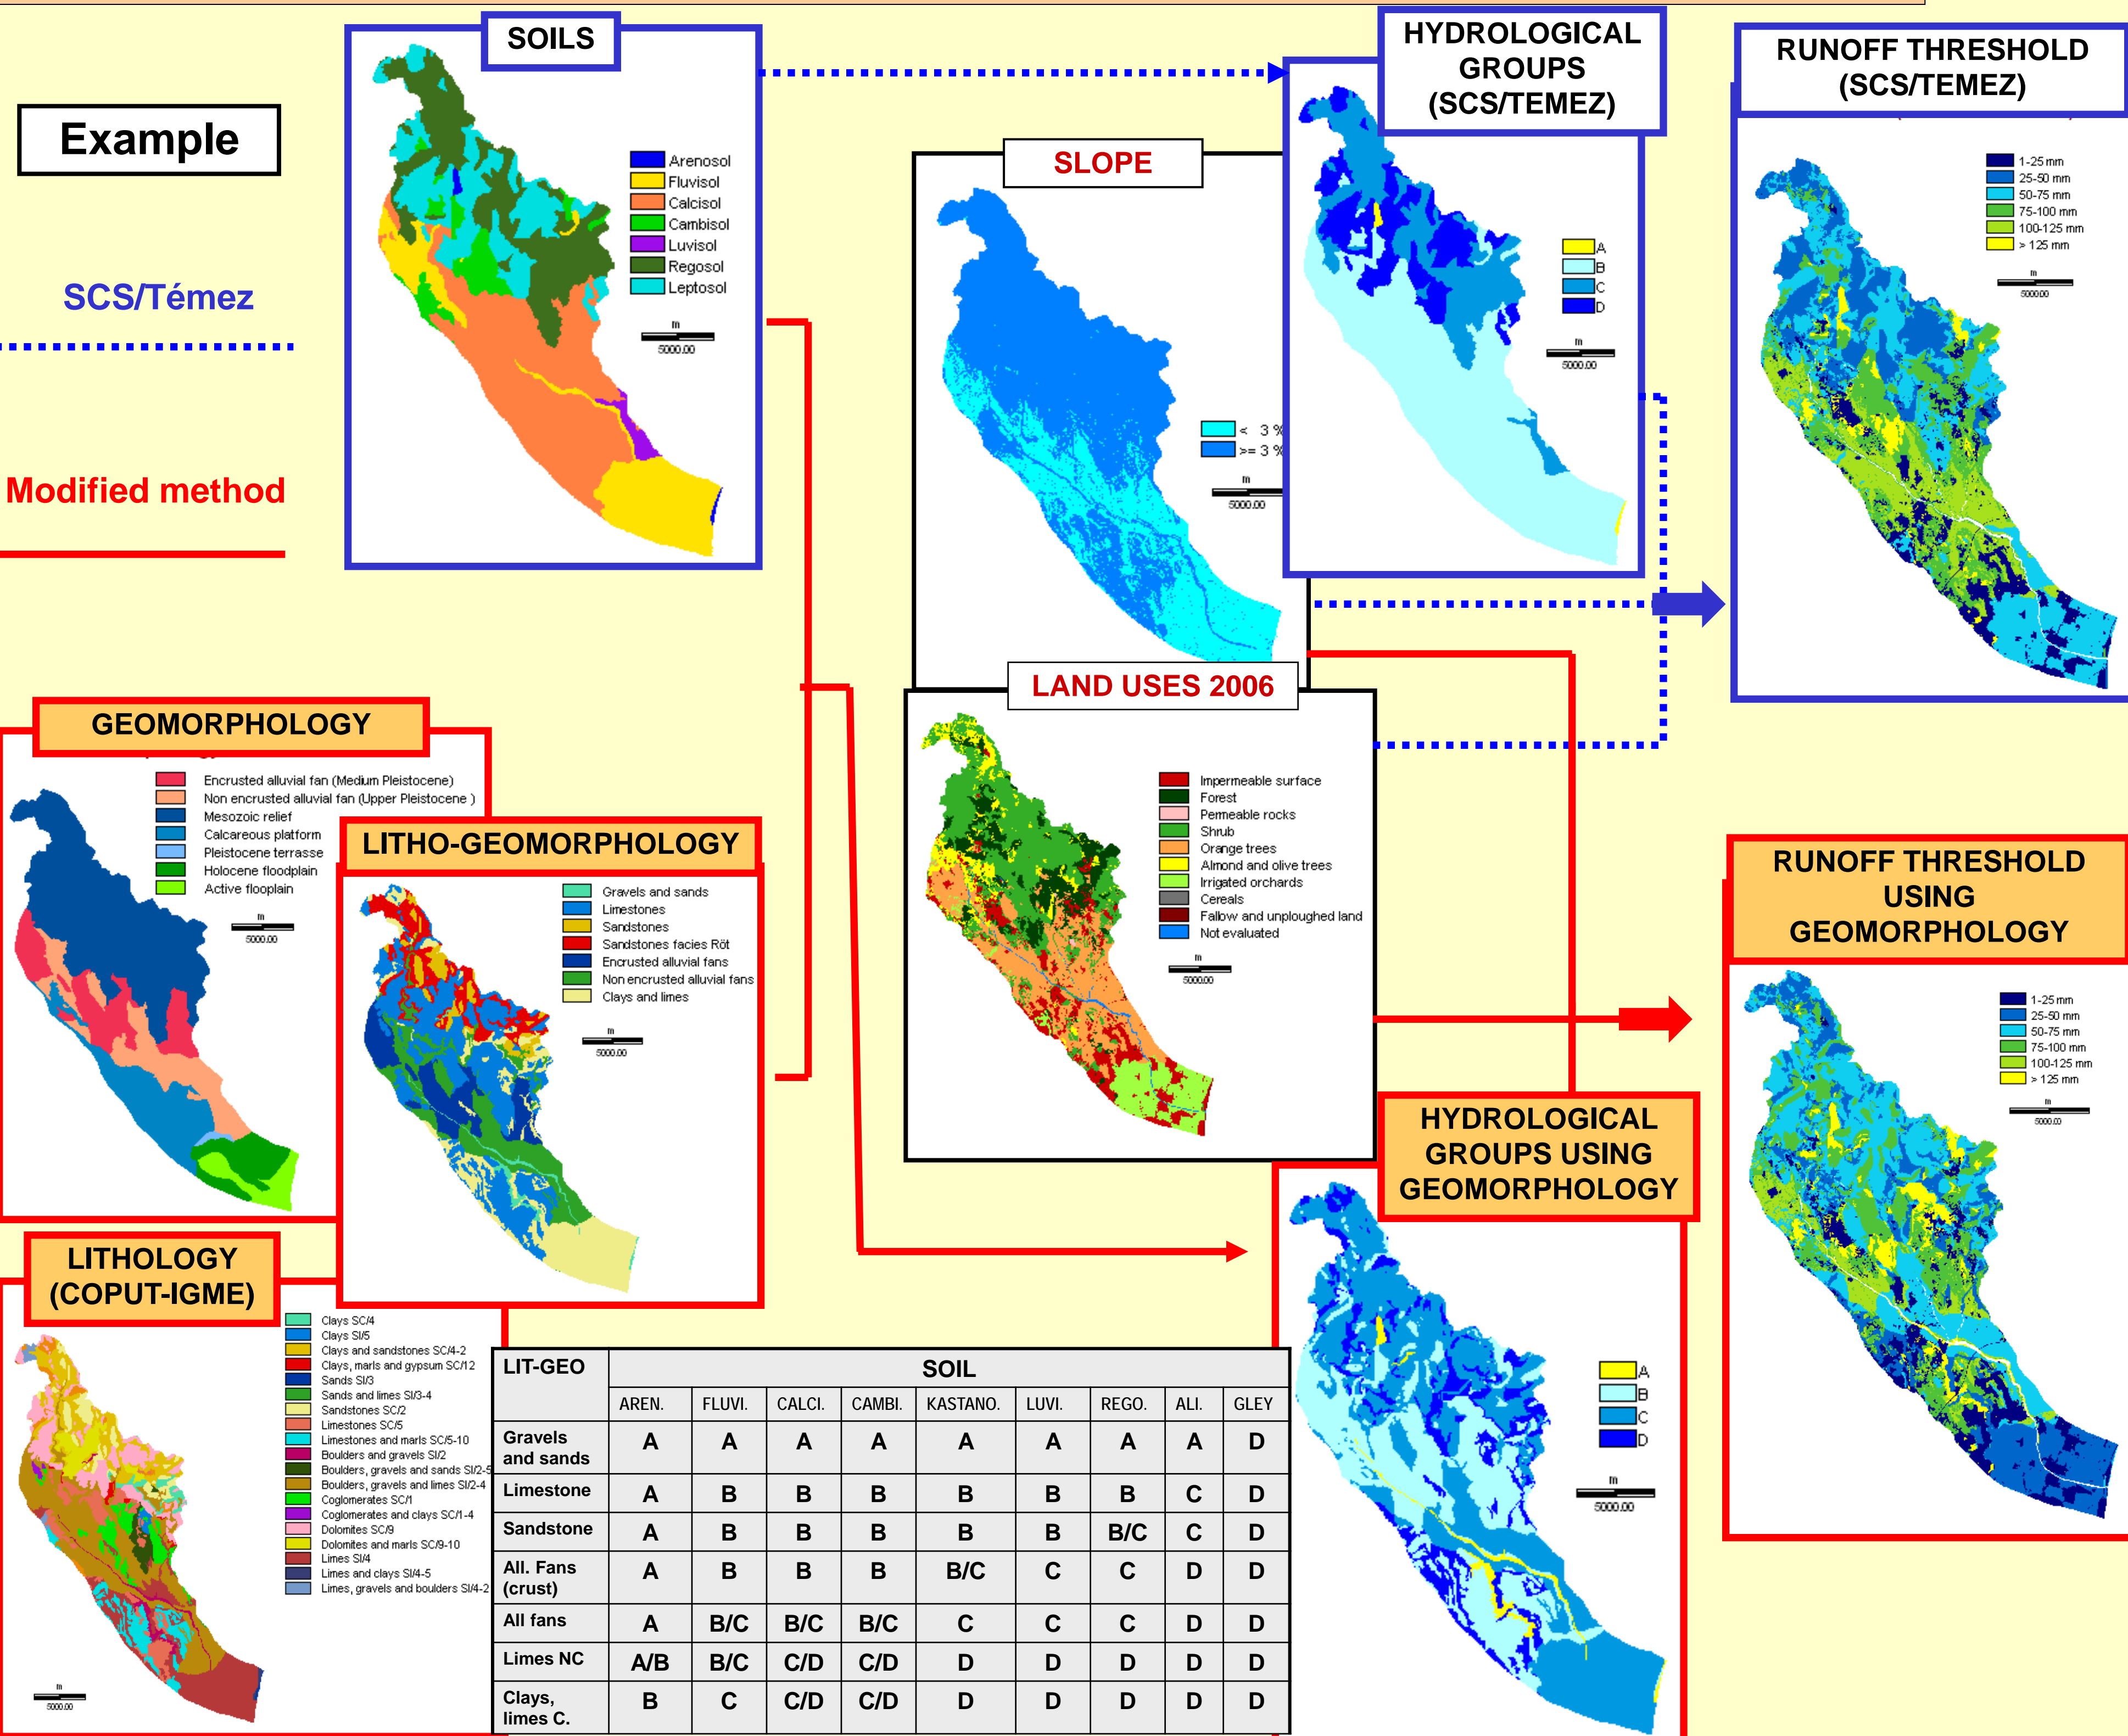 Example
SCS/Témez
Modified method
SOILS
Arenosol
Fluvisol
Calcisol
Cambisol
Luvisol
Regosol
Leptosol
m
5000.00
SLOPE
< 3 %
>= 3 %
m
5000.00
HYDROLOGICAL
GROUPS
(SCS/TEMEZ)
A
B
C
D
m
5000.00
RUNOFF THRESHOLD
(SCS/TEMEZ)
1-25 mm
25-50 mm
50-75 mm
75-100 mm
100-125 mm
> 125 mm
m
5000.00
GEOMORPHOLOGY
Encrusted alluvial fan (Medium Pleistocene)
Non encrusted alluvial fan (Upper Pleistocene )
Mesozoic relief
Calcareous platform
Pleistocene terrasse
Holocene floodplain
Active flooplain
m
5000.00
LITHO-GEOMORPHOLOGY
Gravels and sands
Limestones
Sandstones
Sandstones facies Röt
Encrusted alluvial fans
Non encrusted alluvial fans
Clays and limes
m
5000.00
LAND USES 2006
Impermeable surface
Forest
Permeable rocks
Shrub
Orange trees
Almond and olive trees
Irrigated orchards
Cereals
Fallow and unploughed land
Not evaluated
m
5000.00
RUNOFF THRESHOLD
USING
GEOMORPHOLOGY
1-25 mm
25-50 mm
50-75 mm
75-100 mm
100-125 mm
> 125 mm
m
5000.00
LITHOLOGY
(COPUT-IGME)
Clays SC/4
Clays SI/5
Clays and sandstones SC/4-2
Clays, marls and gypsum SC/12
Sands SI/3
Sands and limes SI/3-4
Sandstones SC/2
Limestones SC/5
Limestones and marls SC/5-10
Boulders and gravels SI/2
Boulders, gravels and sands SI/2-5
Boulders, gravels and limes SI/2-4
Coglomerates SC/1
Coglomerates and clays SC/1-4
Dolomites SC/9
Dolomites and marls SC/9-10
Limes SI/4
Limes and clays SI/4-5
Limes, gravels and boulders SI/4-2
m
5000.00
LIT-GEO SOIL
AREN. FLUVI. CALCI. CAMBI. KASTANO. LUVI. REGO. ALI. GLEY
Gravels
and sands A A A A A A A A D
Limestone A B B B B B B C D
Sandstone A B B B B B B/C C D
All. Fans
(crust) A B B B B/C C C D D
All fans A B/C B/C B/C C C C D D
Limes NC A/B B/C C/D C/D D D D D D
Clays,
limes C. B C C/D C/D D D D D D
HYDROLOGICAL
GROUPS USING
GEOMORPHOLOGY
A
B
C
D
m
5000.00